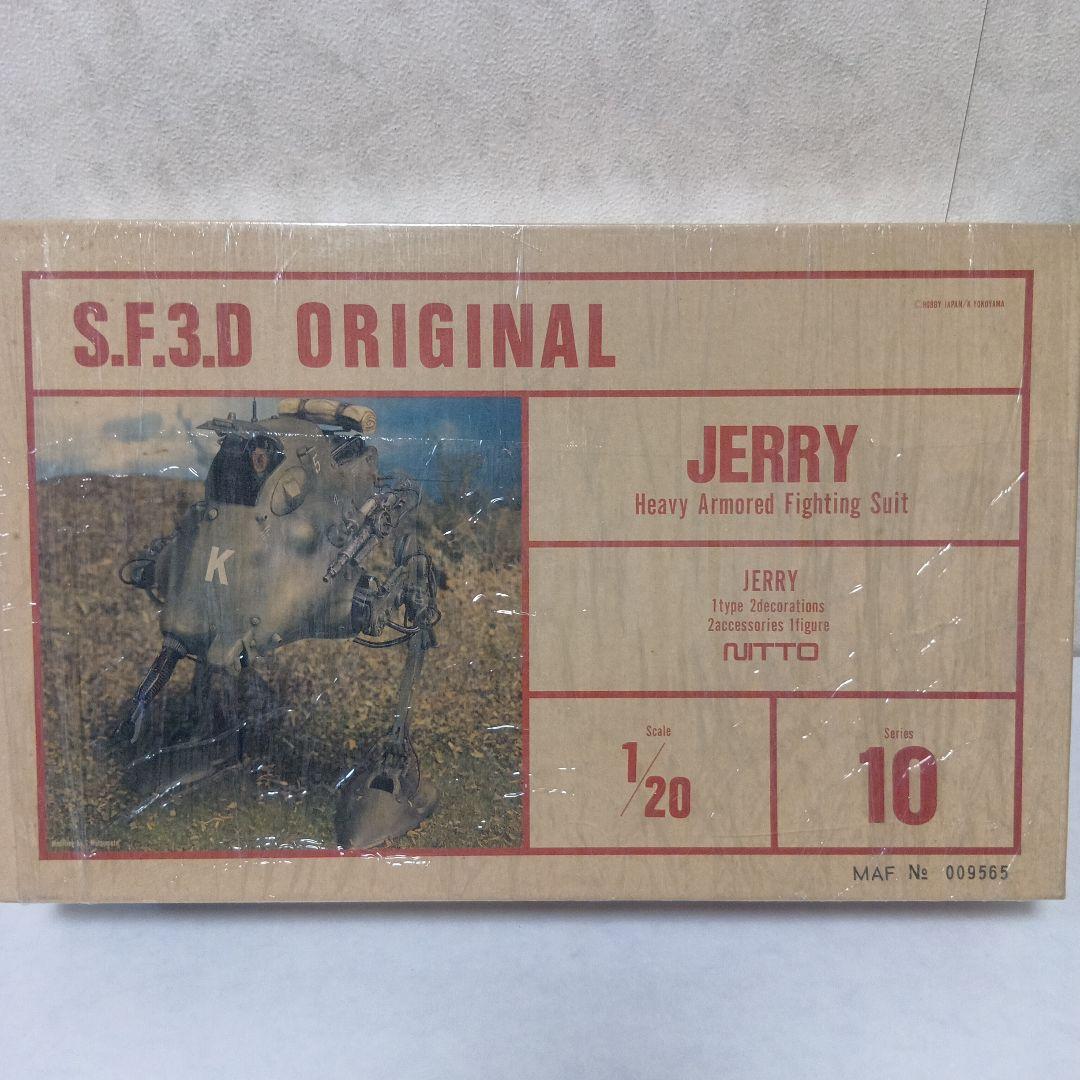 S.F.3.D ORIGINAL
©HOBBY JAPAN/K YOKOYAMA
JERRY
Heavy Armored Fighting Suit
K
JERRY
1type 2decorations
2accessories 1figure
NITTO
Scale
1/20
Series
10
MAF № 009565